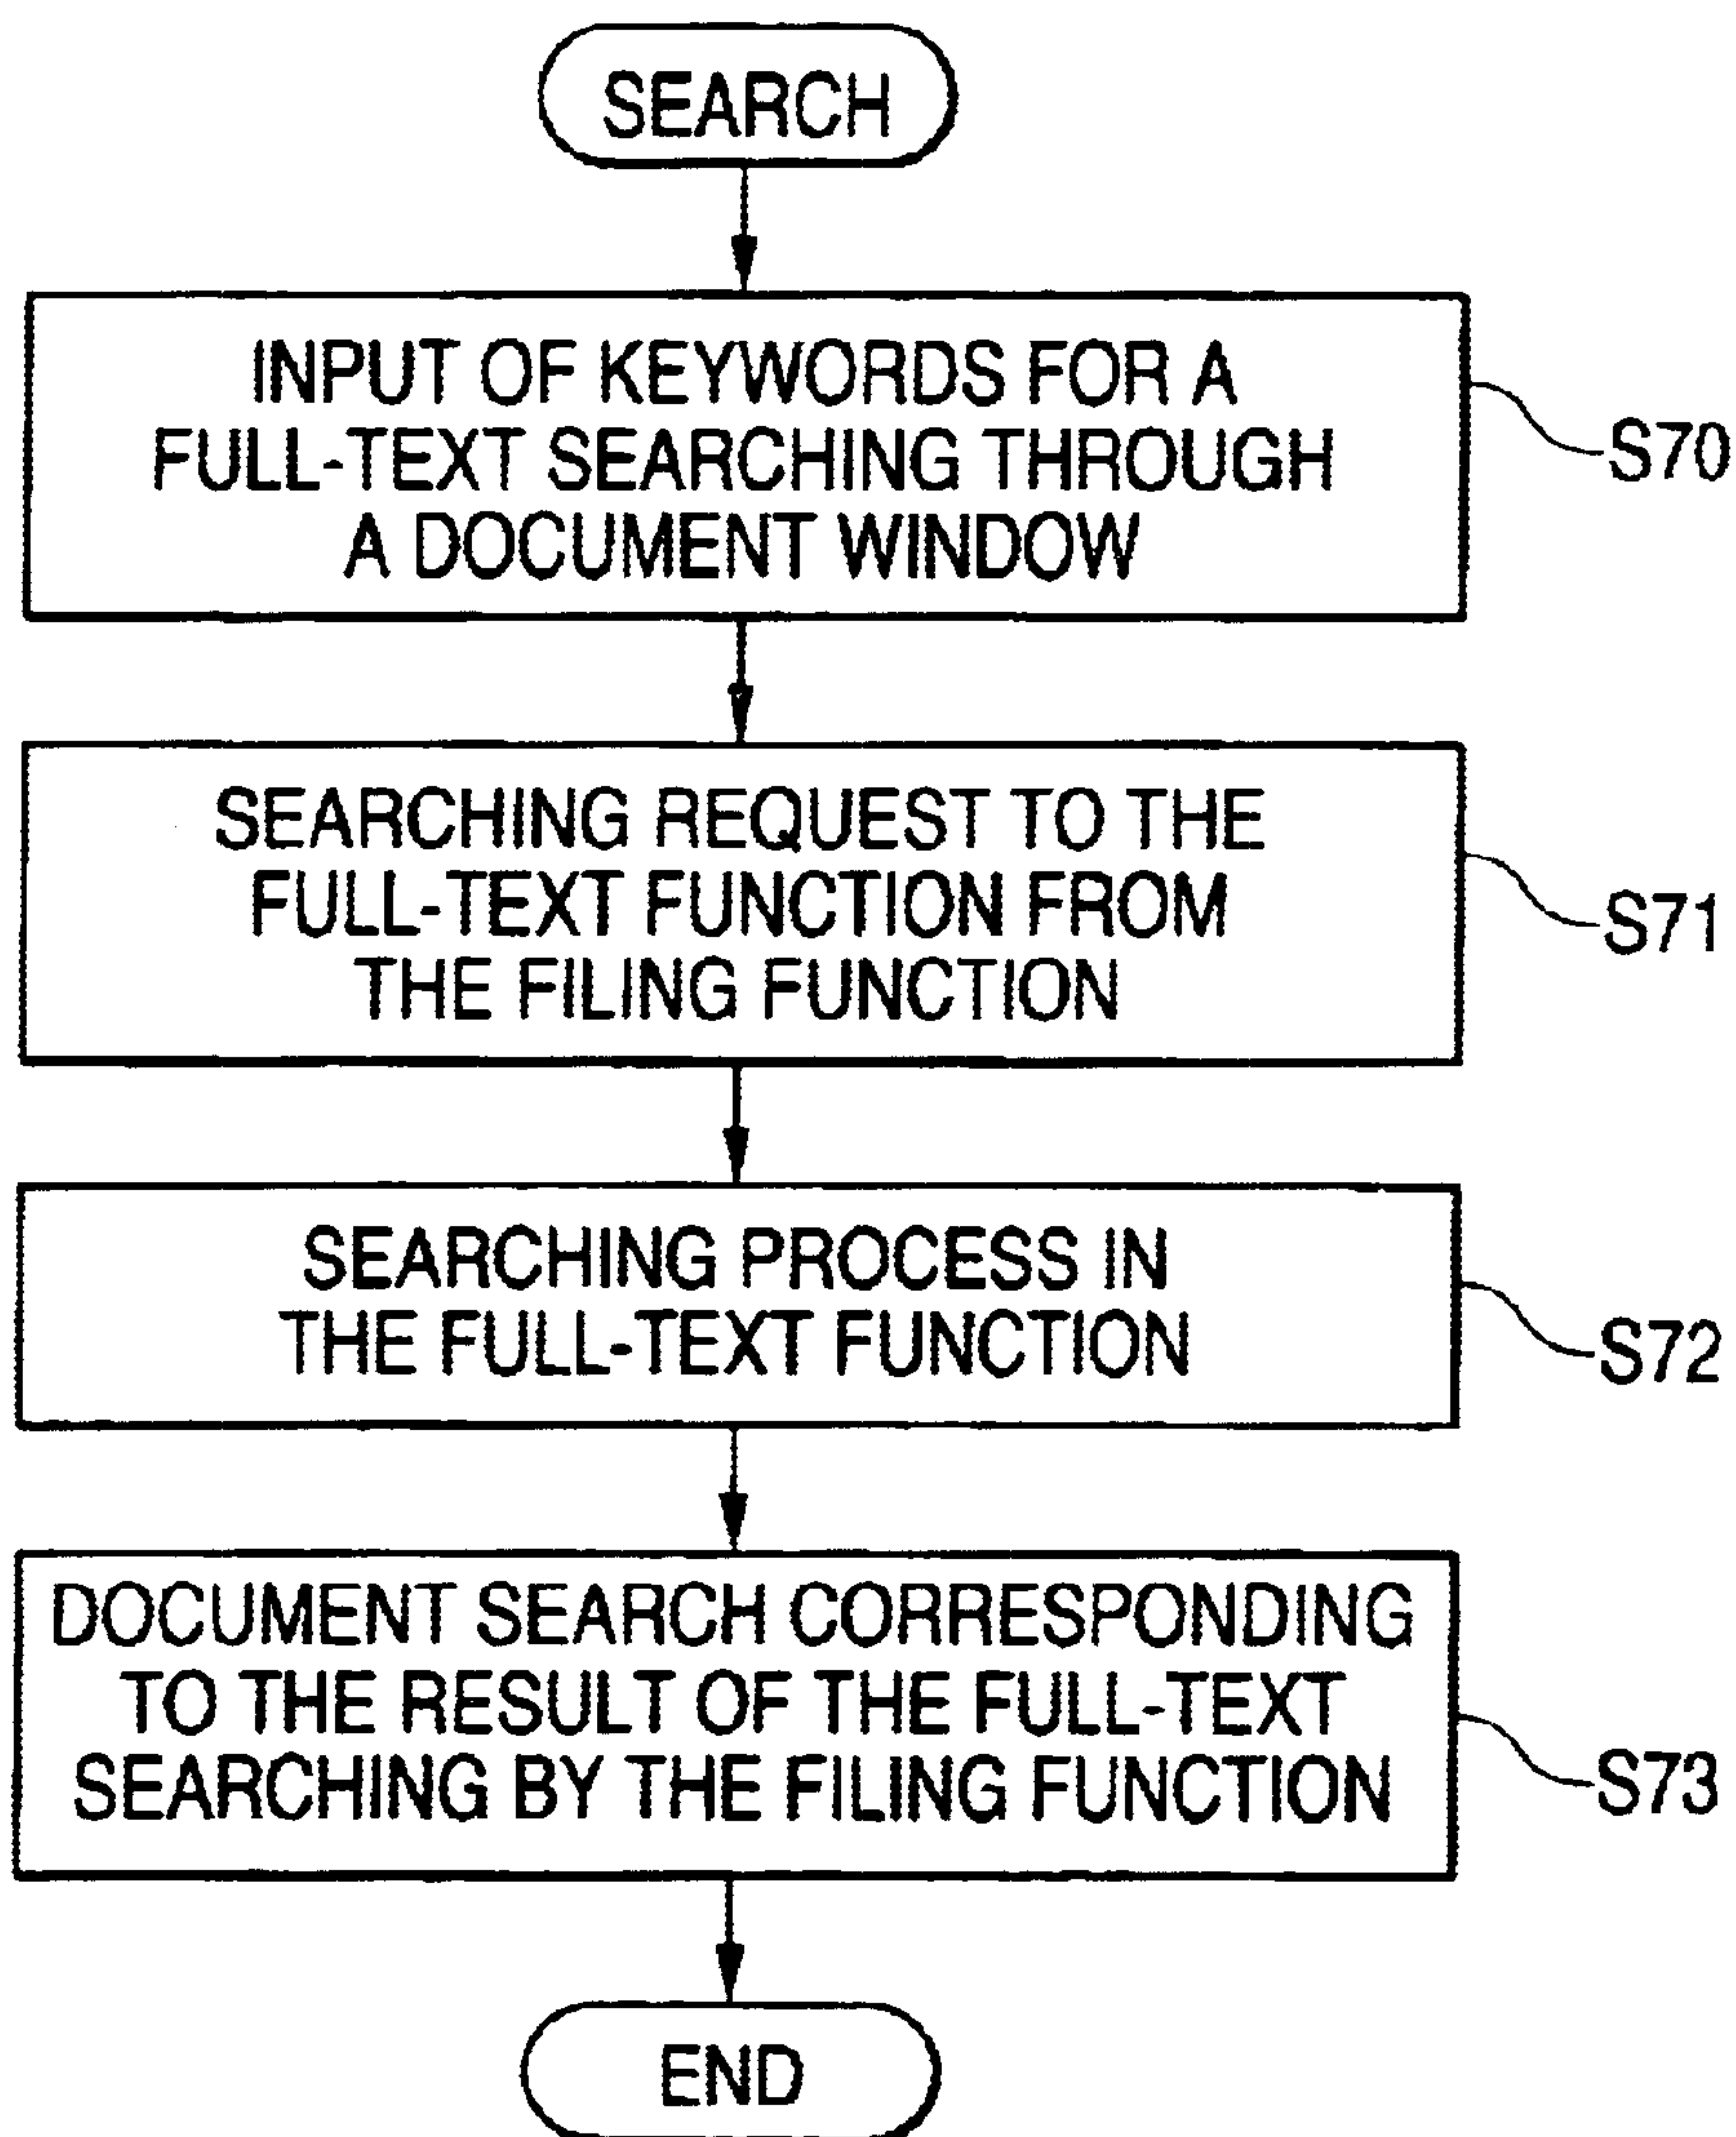 SEARCH
INPUT OF KEYWORDS FOR A
FULL-TEXT SEARCHING THROUGH
A DOCUMENT WINDOW
S70
SEARCHING REQUEST TO THE
FULL-TEXT FUNCTION FROM
THE FILING FUNCTION
S71
SEARCHING PROCESS IN
THE FULL-TEXT FUNCTION
S72
DOCUMENT SEARCH CORRESPONDING
TO THE RESULT OF THE FULL-TEXT
SEARCHING BY THE FILING FUNCTION
S73
END